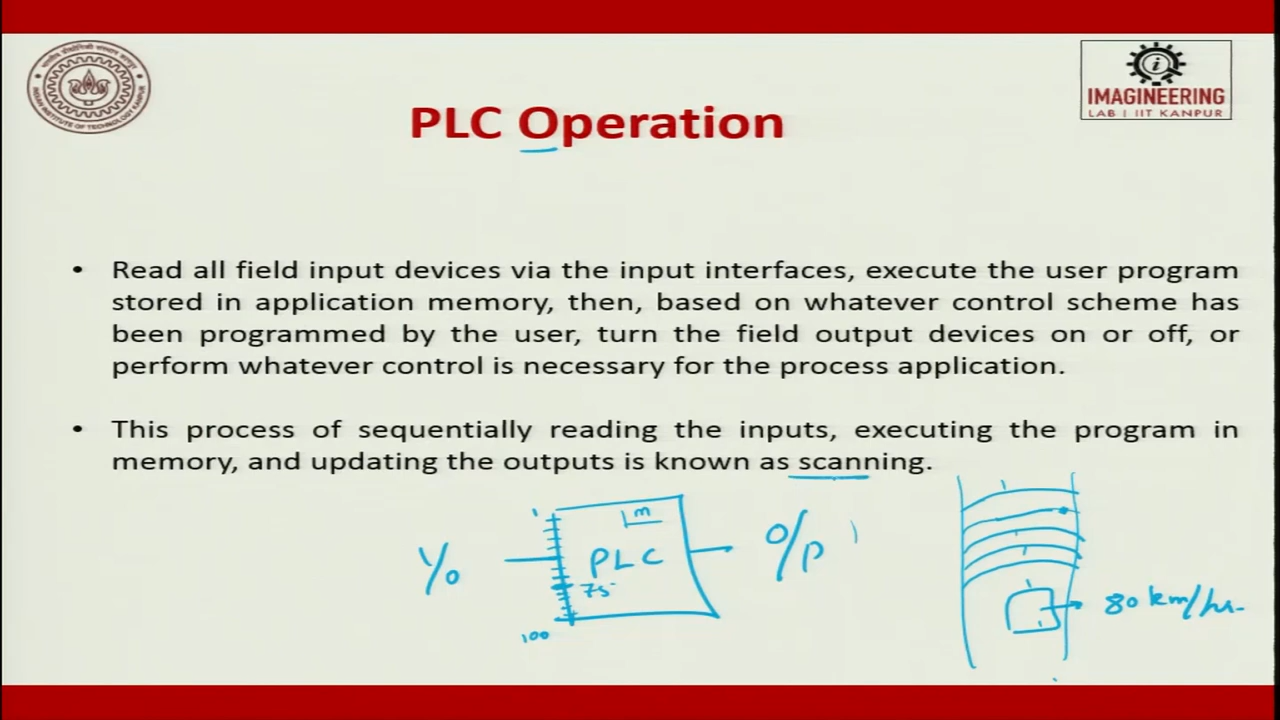 IMAGINEERING
LAB | IIT KANPUR
PLC Operation
• Read all field input devices via the input interfaces, execute the user program
stored in application memory, then, based on whatever control scheme has
been programmed by the user, turn the field output devices on or off, or
perform whatever control is necessary for the process application.
• This process of sequentially reading the inputs, executing the program in
memory, and updating the outputs is known as scanning.
1
m
PLC
75
100
O/P
80 km/hr